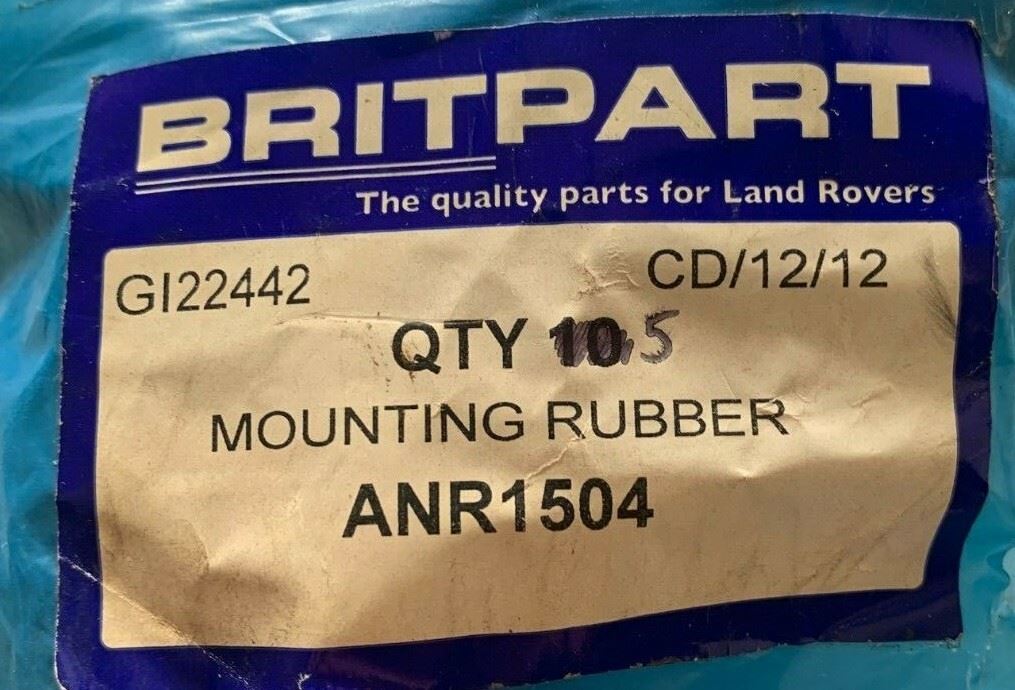 BRITPART
The quality parts for Land Rovers
GI22442 CD/12/12
QTY 10 5
MOUNTING RUBBER
ANR1504